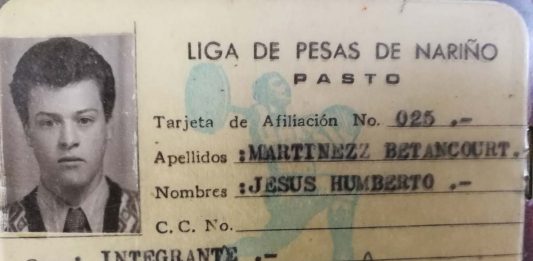 LIGA DE PESAS DE NARIÑO
PASTO
Tarjeta de Afiliación No. 025 .-
Apellidos :MARTINEZZ BETANCOURT.
Nombres :JESUS HUMBERTO .-
C.C. No.
INTEGRANTE .-